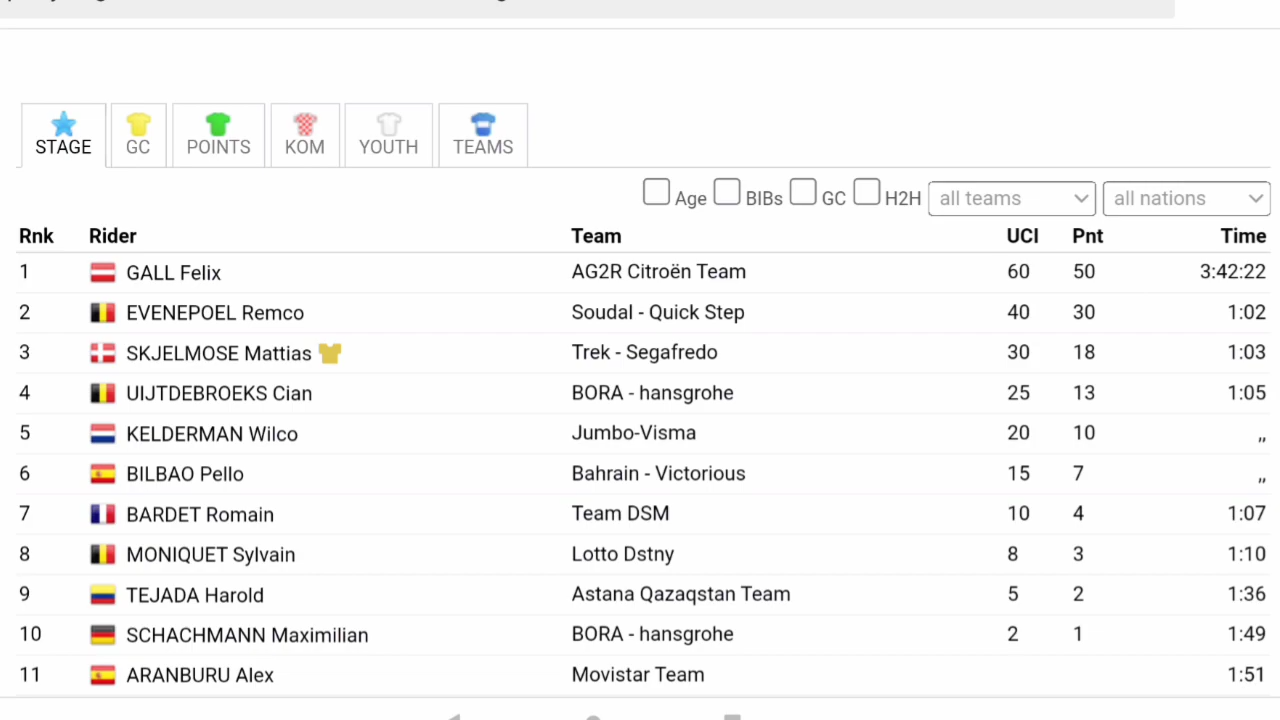 STAGE GC POINTS KOM YOUTH TEAMS
Age BIBs GC H2H all teams all nations
Rnk Rider Team UCI Pnt Time
1 GALL Felix AG2R Citroën Team 60 50 3:42:22
2 EVENEPOEL Remco Soudal - Quick Step 40 30 1:02
3 SKJELMOSE Mattias Trek - Segafredo 30 18 1:03
4 UIJTDEBROEKS Cian BORA - hansgrohe 25 13 1:05
5 KELDERMAN Wilco Jumbo-Visma 20 10 ,,
6 BILBAO Pello Bahrain - Victorious 15 7 ,,
7 BARDET Romain Team DSM 10 4 1:07
8 MONIQUET Sylvain Lotto Dstny 8 3 1:10
9 TEJADA Harold Astana Qazaqstan Team 5 2 1:36
10 SCHACHMANN Maximilian BORA - hansgrohe 2 1 1:49
11 ARANBURU Alex Movistar Team 1:51